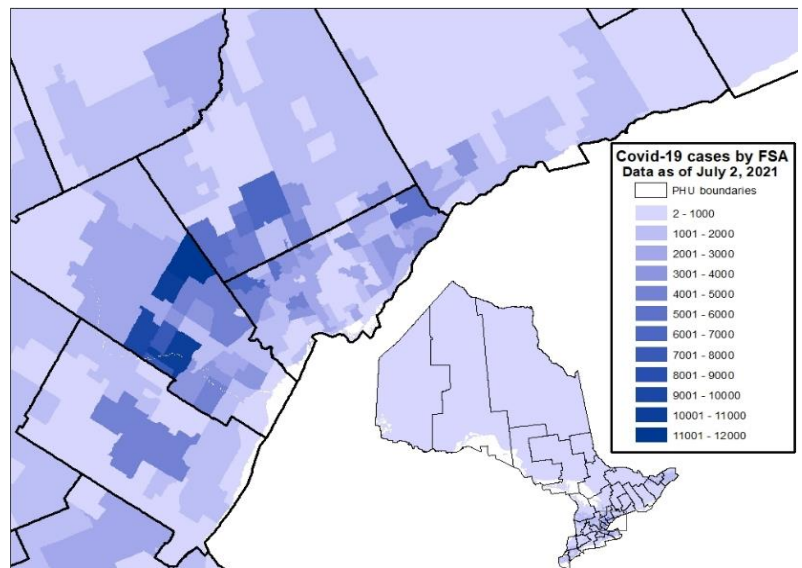 Covid-19 cases by FSA
Data as of July 2, 2021
PHU boundaries
2 - 1000
1001 - 2000
2001 - 3000
3001 - 4000
4001 - 5000
5001 - 6000
6001 - 7000
7001 - 8000
8001 - 9000
9001 - 10000
10001 - 11000
11001 - 12000